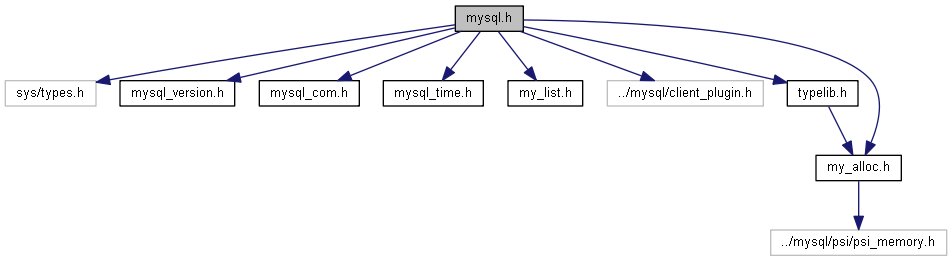 mysql.h
sys/types.h
mysql_version.h
mysql_com.h
mysql_time.h
my_list.h
../mysql/client_plugin.h
typelib.h
my_alloc.h
../mysql/psi/psi_memory.h